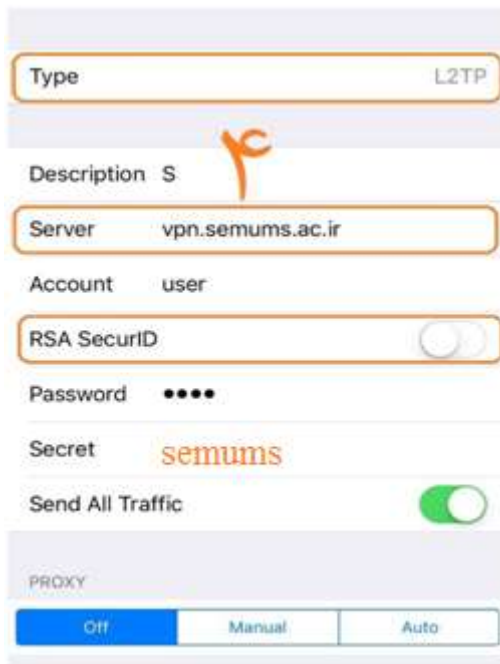 Type L2TP
۴
Description S
Server vpn.semums.ac.ir
Account user
RSA SecurID
Password ••••
Secret semums
Send All Traffic
PROXY
Off Manual Auto